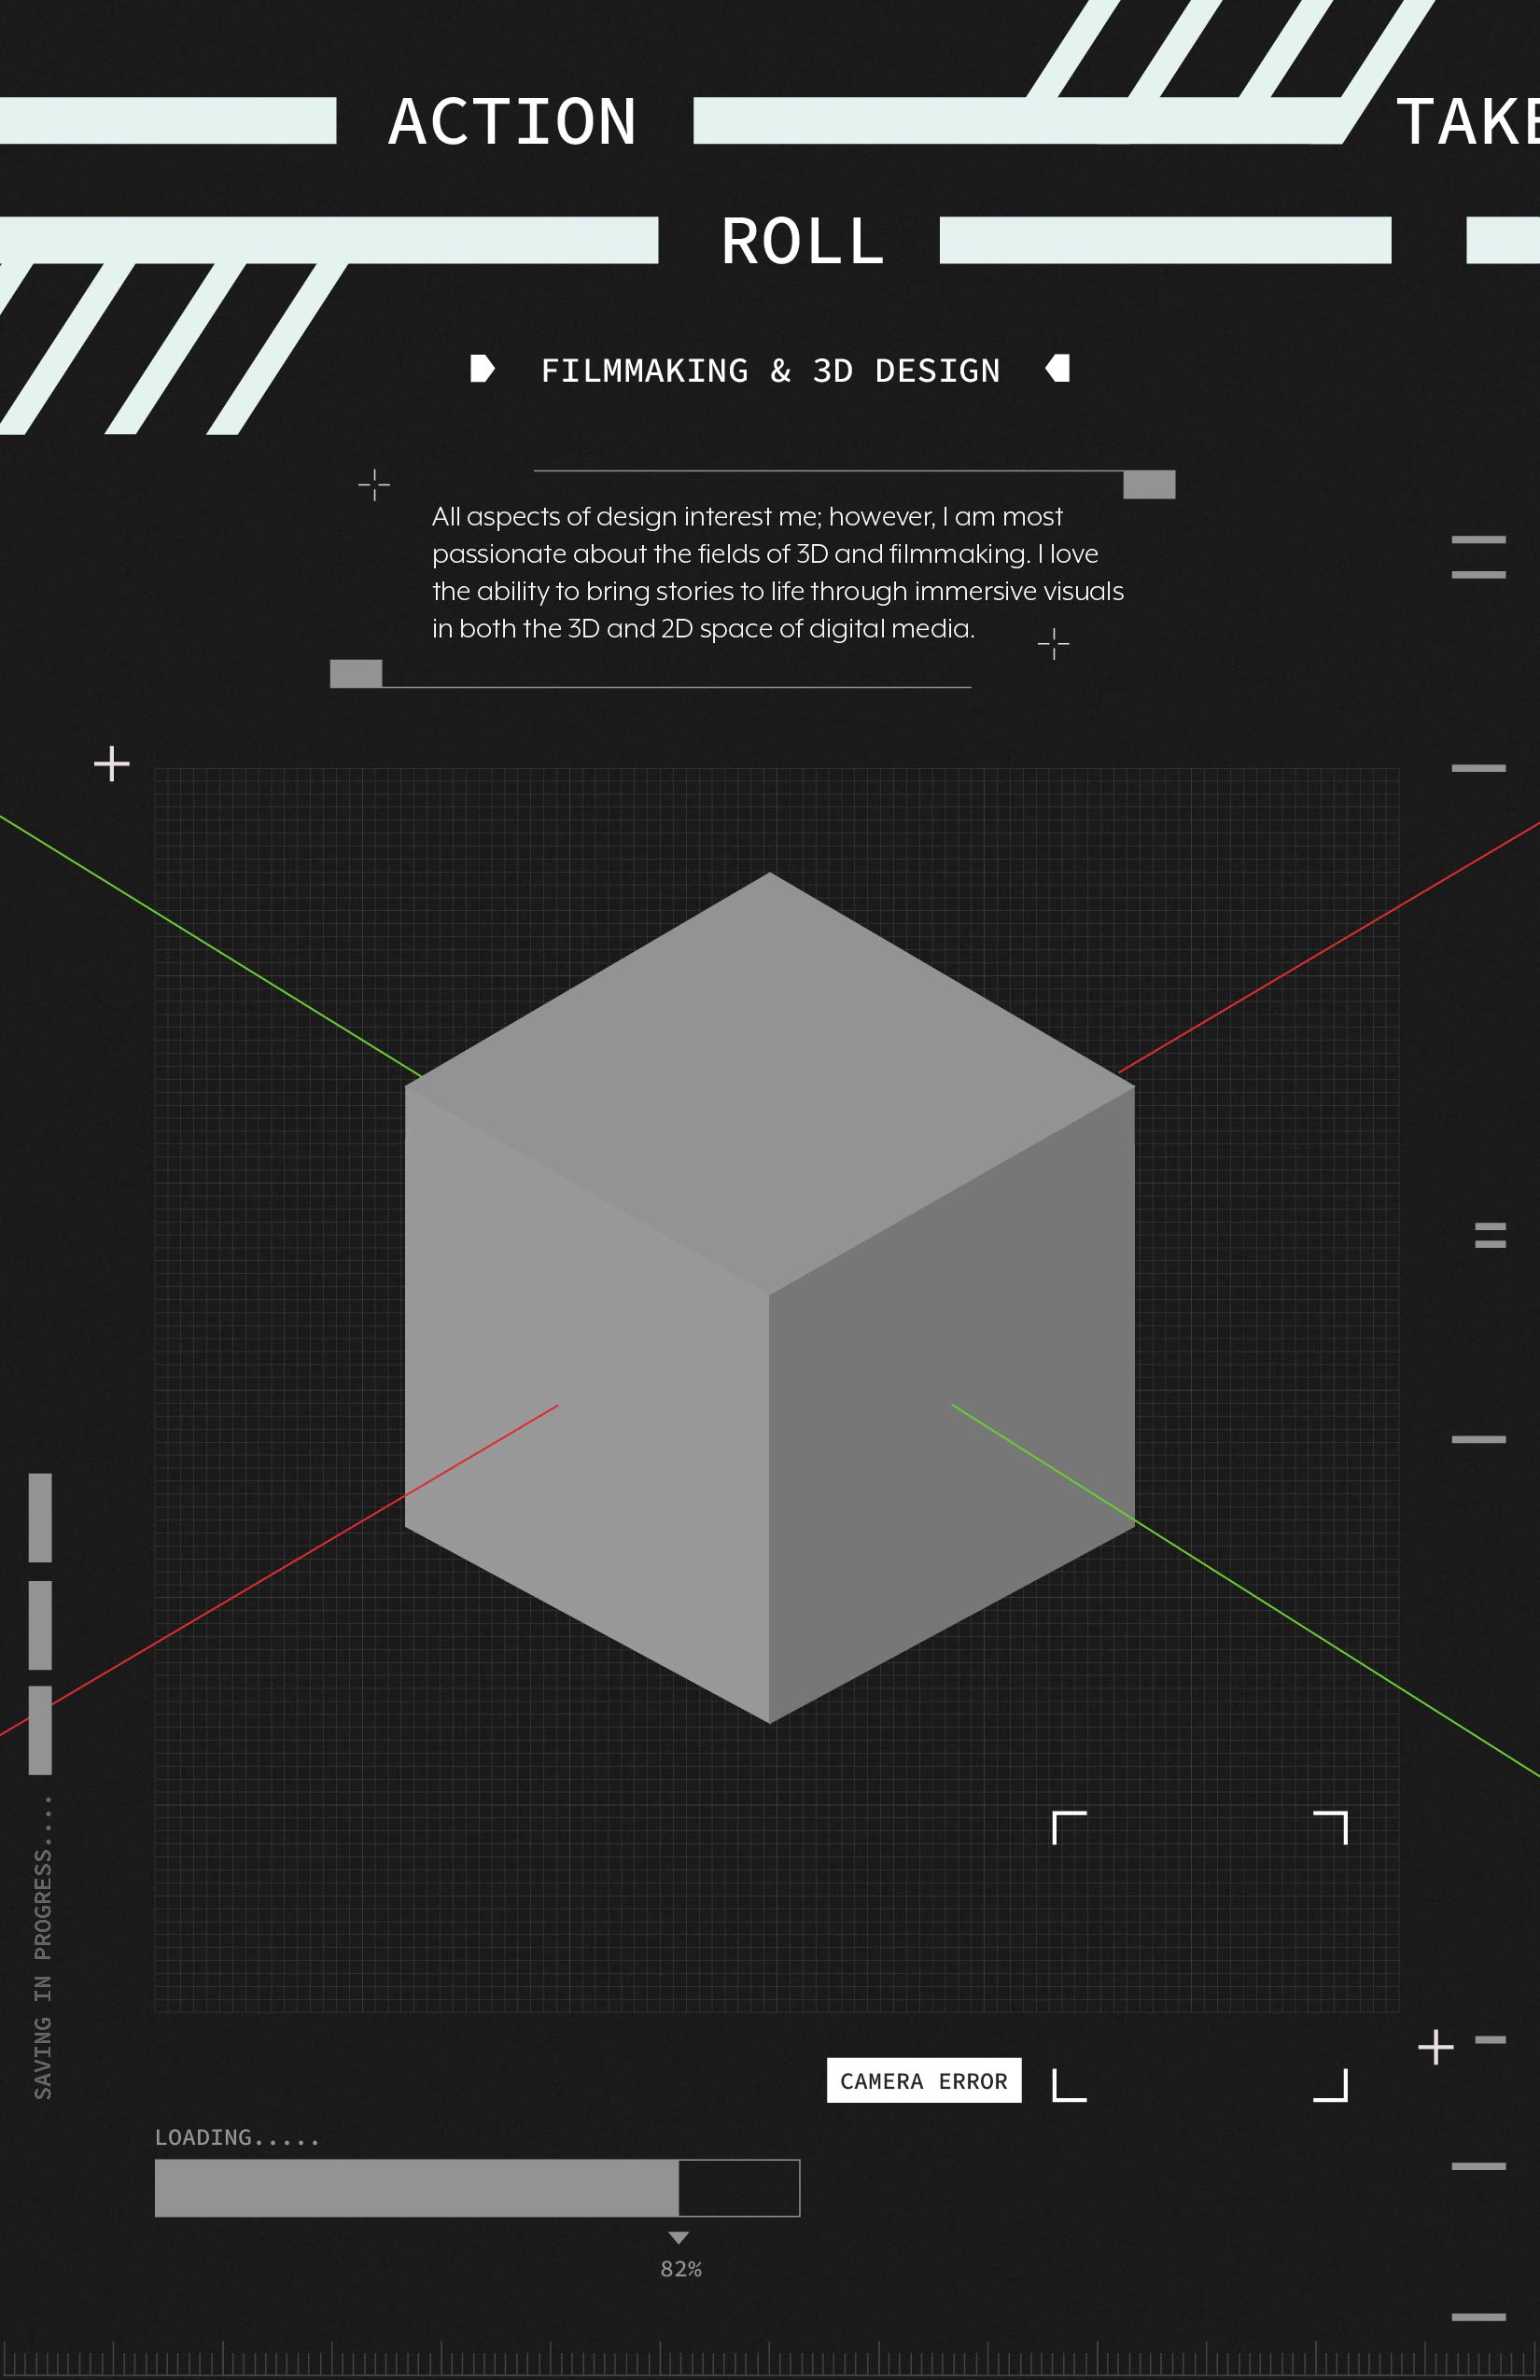 ACTION
TAKE
ROLL
FILMMAKING & 3D DESIGN
All aspects of design interest me; however, I am most
passionate about the fields of 3D and filmmaking. I love
the ability to bring stories to life through immersive visuals
in both the 3D and 2D space of digital media.
SAVING IN PROGRESS....
CAMERA ERROR
LOADING.....
82%